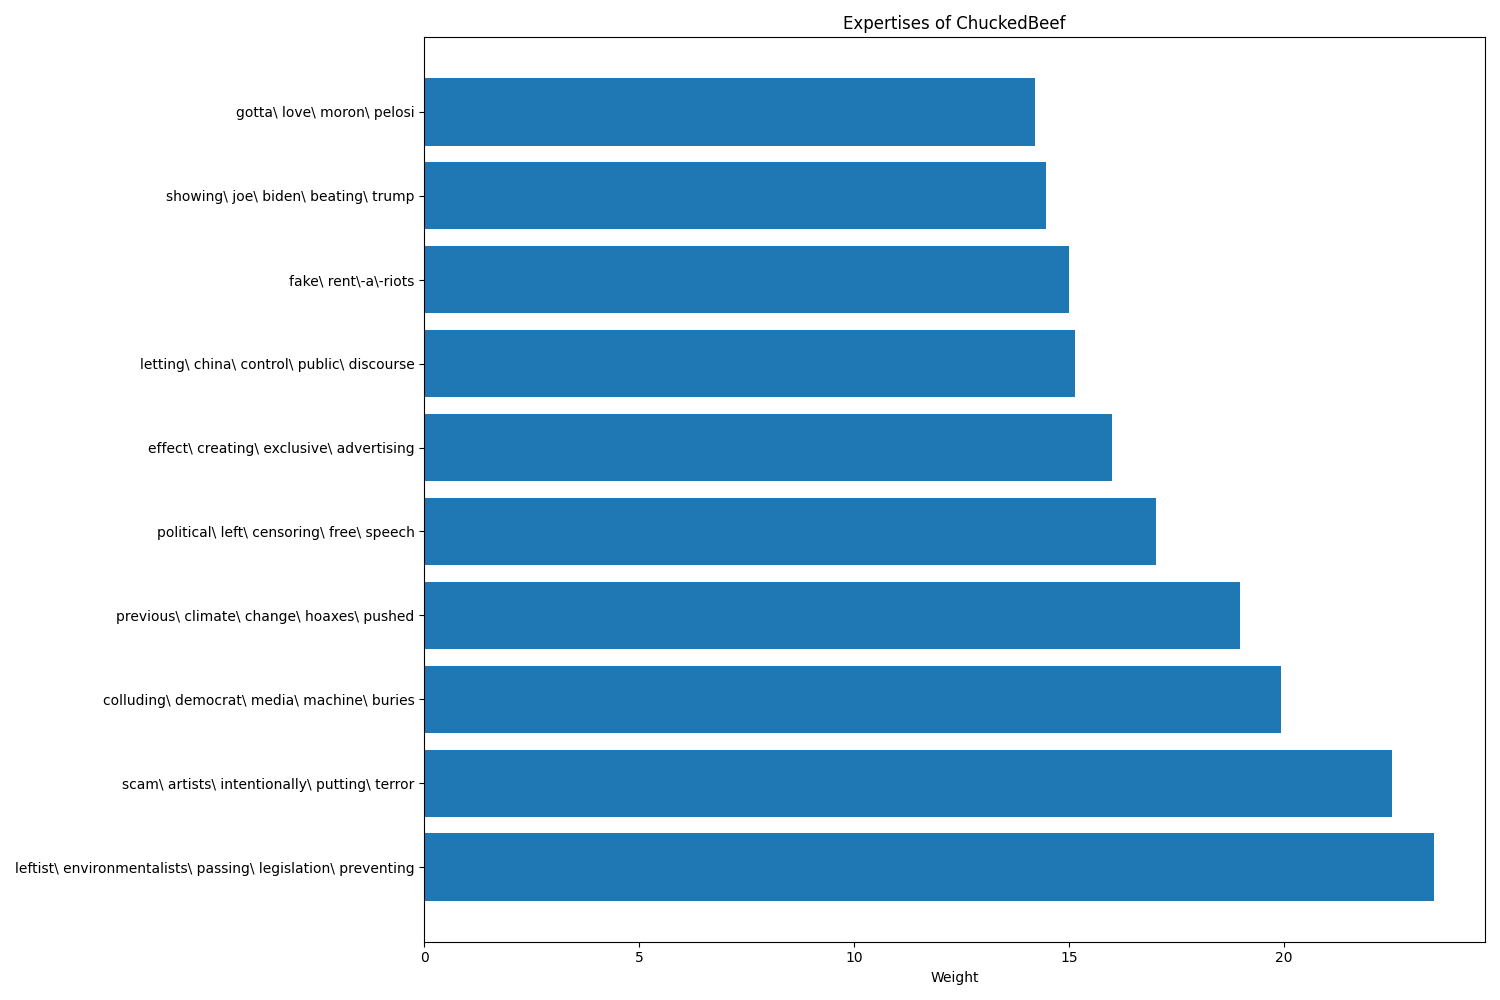 Expertises of ChuckedBeef
gotta\ love\ moron\ pelosi
showing\ joe\ biden\ beating\ trump
fake\ rent\-a\-riots
letting\ china\ control\ public\ discourse
effect\ creating\ exclusive\ advertising
political\ left\ censoring\ free\ speech
previous\ climate\ change\ hoaxes\ pushed
colluding\ democrat\ media\ machine\ buries
scam\ artists\ intentionally\ putting\ terror
leftist\ environmentalists\ passing\ legislation\ preventing
0 5 10 15 20
Weight